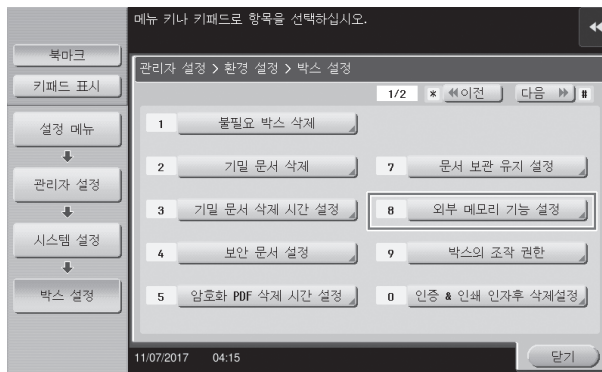 메뉴 키나 키패드로 항목을 선택하십시오.
북마크
키패드 표시
설정 메뉴
관리자 설정
시스템 설정
박스 설정
관리자 설정 > 환경 설정 > 박스 설정
1/2 * 이전 다음 #
1 불필요 박스 삭제
2 기밀 문서 삭제
7 문서 보관 유지 설정
3 기밀 문서 삭제 시간 설정
8 외부 메모리 기능 설정
4 보안 문서 설정
9 박스의 조작 권한
5 암호화 PDF 삭제 시간 설정
0 인증 & 인쇄 인자후 삭제설정
11/07/2017 04:15
닫기